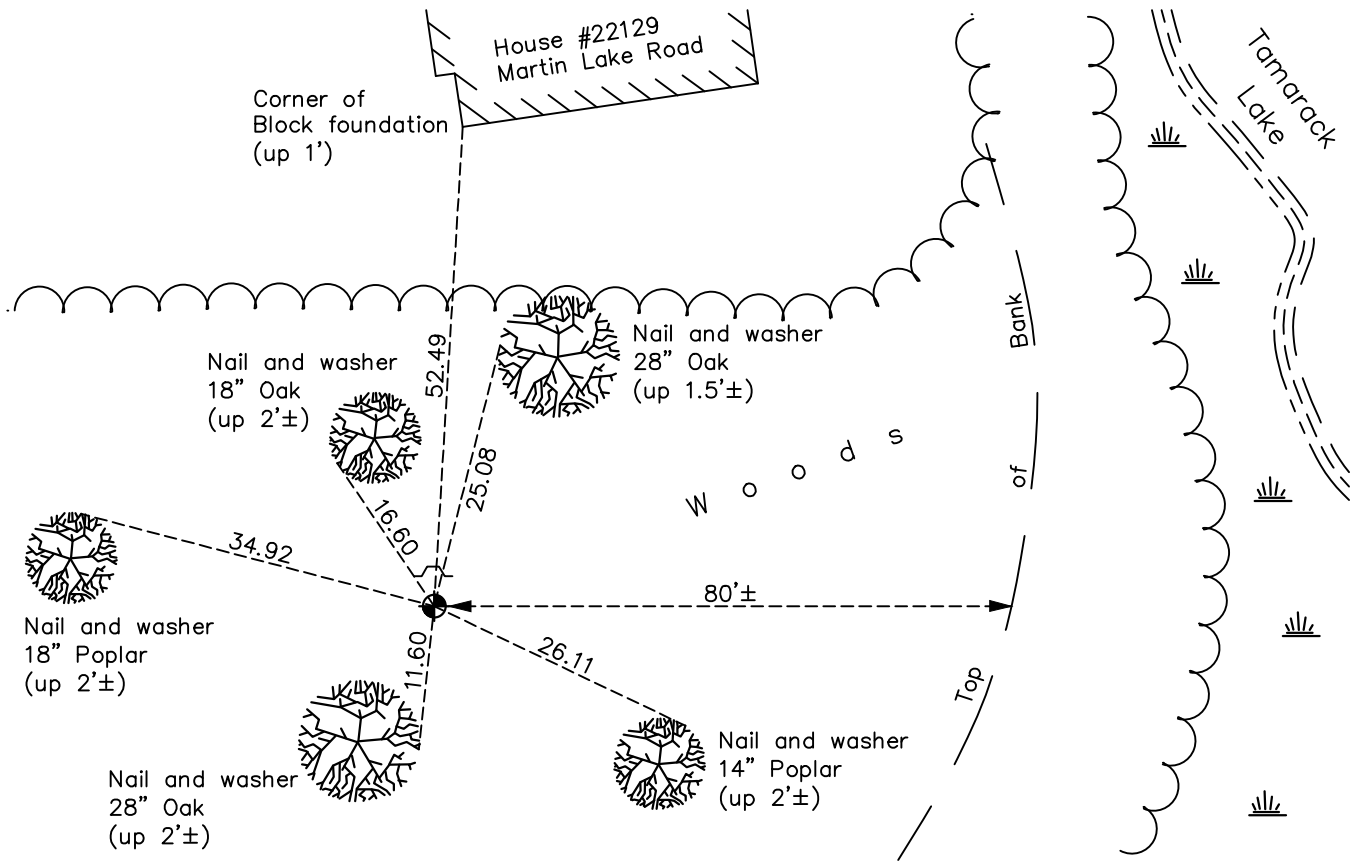 House #22129
Martin Lake Road
Corner of
Block foundation
(up 1')
Tamarack
Lake
Nail and washer
28" Oak
(up 1.5'±)
Nail and washer
18" Oak
(up 2'±)
52.49
25.08
16.60
34.92
Woods
Top of Bank
80'±
Nail and washer
18" Poplar
(up 2'±)
11.60
26.11
Nail and washer
14" Poplar
(up 2'±)
Nail and washer
28" Oak
(up 2'±)